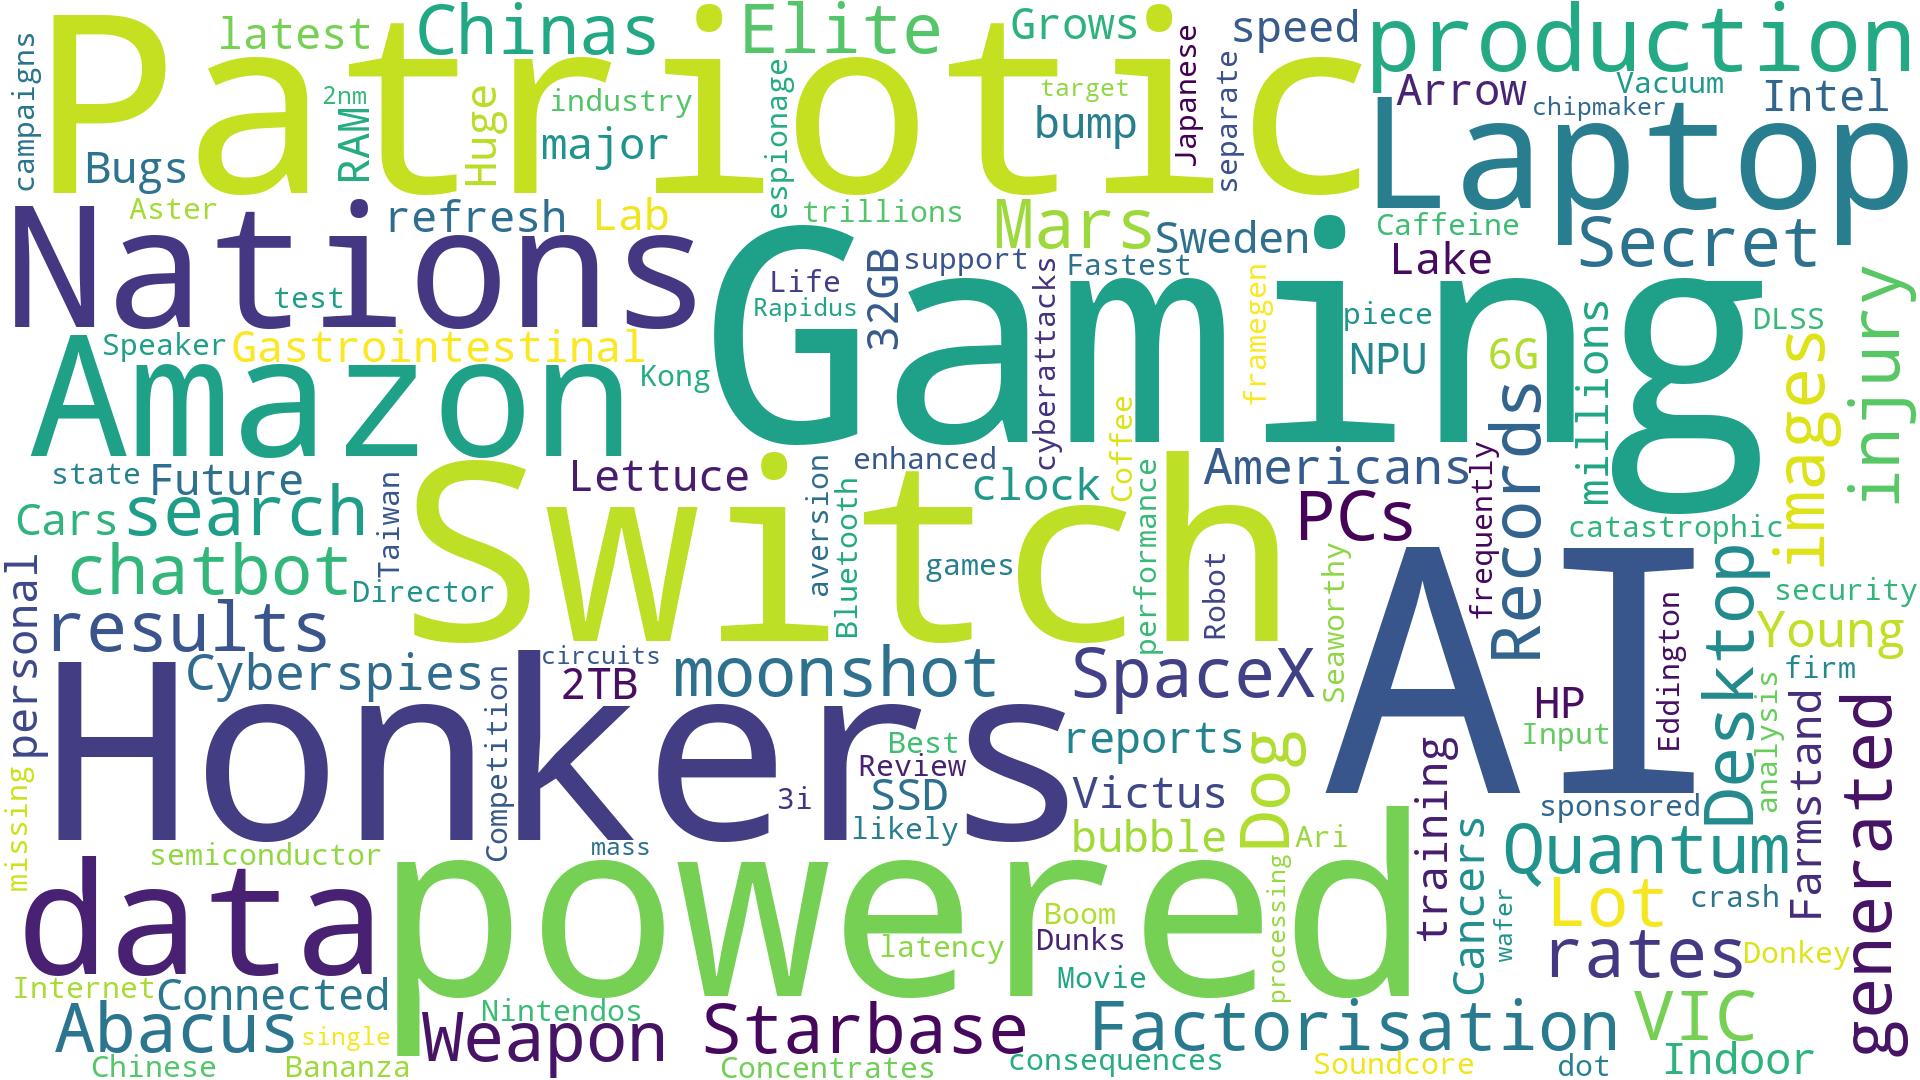 campaigns
Patriotic
latest
Chinas
Elite
Grows
Japanese
speed
production
2nm
RAM
Huge
industry
major
espionage
target
bump
separate
Arrow
Vacuum
chipmaker
Intel
Laptop
Bugs
Aster
refresh
Lab
trillions
Mars
Sweden
Caffeine
Secret
Nations
test
Life
Rapidus
32GB
support
cyberattacks
Fastest
framegen
Lake
Gaming
piece
NPU
6G
millions
DLSS
images
injury
Speaker
Gastrointestinal
Kong
Amazon
Coffee
Records
state
Future
Taiwan
Lettuce
aversion
enhanced
clock
performance
Americans
frequently
PCs
catastrophic
Cars
search
Switch
Bluetooth
games
Robot
Seaworthy
chatbot
Director
AI
Desktop
security
Young
personal
results
Cyberspies
Competition
circuits
2TB
moonshot
SpaceX
Eddington
HP
Input
firm
analysis
Farmstand
generated
Honkers
Best
Review
reports
Dog
training
missing
3i
SSD
likely
Victus
sponsored
mass
bubble
Ari
Cancers
Quantum
semiconductor
data
powered
Boom
Dunks
latency
processing
wafer
Lot
crash
rates
Donkey
Movie
Internet
Connected
Nintendos
Abacus
single
Weapon
Starbase
Factorisation
VIC
Indoor
Chinese
Bananza
Concentrates
consequences
Soundcore
dot